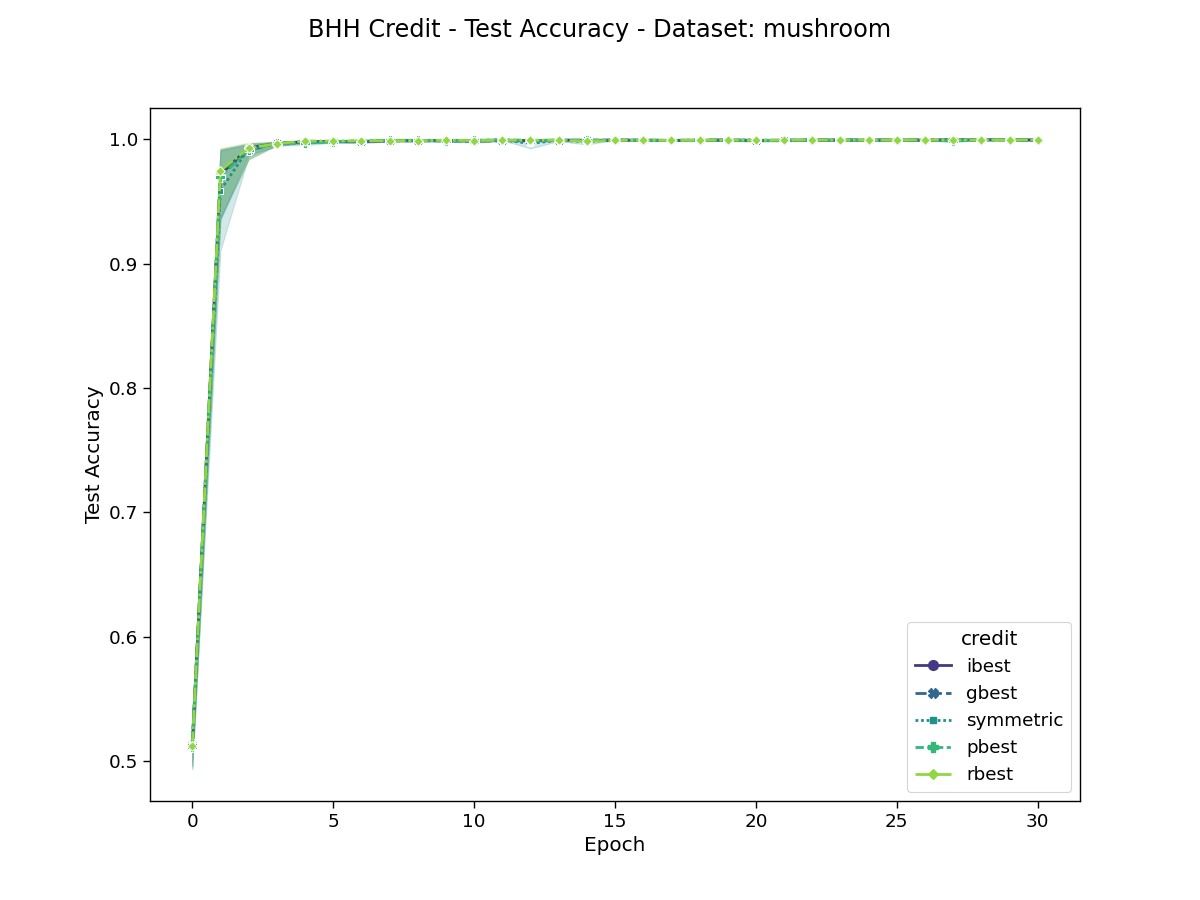 BHH Credit - Test Accuracy - Dataset: mushroom
1.0
0.9
0.8
0.7
0.6
0.5
Test Accuracy
0 5 10 15 20 25 30
Epoch
credit
ibest
gbest
symmetric
pbest
rbest